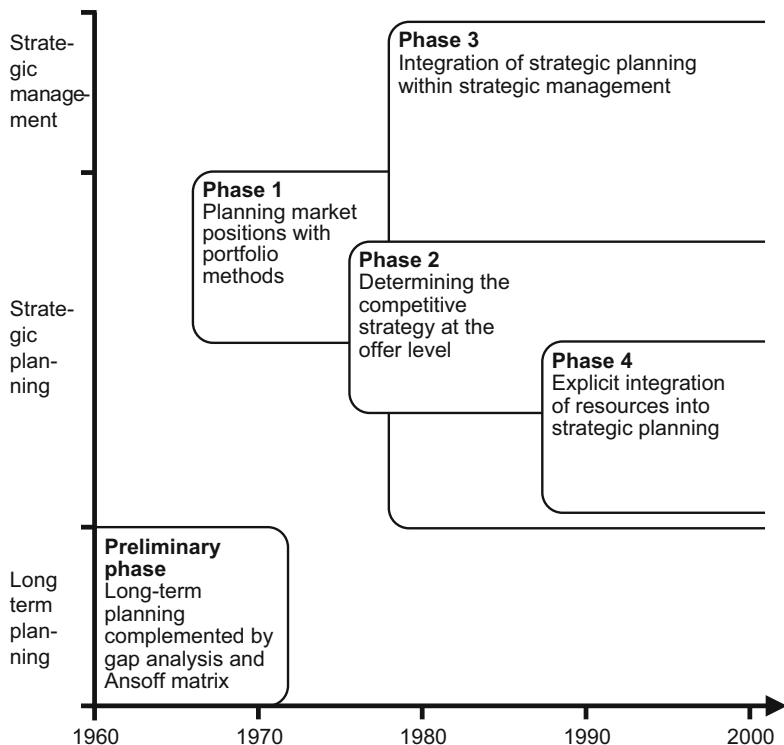 Strate-
gic
manage-
ment
Phase 3
Integration of strategic planning
within strategic management
Phase 1
Planning market
positions with
portfolio
methods
Strate-
gic
plan-
ning
Phase 2
Determining the
competitive
strategy at the
offer level
Phase 4
Explicit integration
of resources into
strategic planning
Long
term
plan-
ning
Preliminary
phase
Long-term
planning
complemented by
gap analysis and
Ansoff matrix
1960 1970 1980 1990 2000